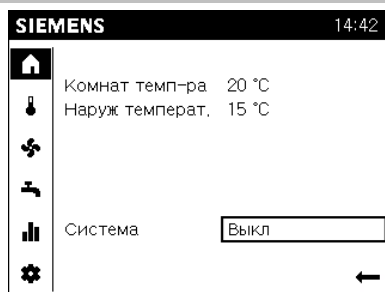 SIEMENS 14:42
Комнат темп-ра 20 °C
Наруж температ. 15 °C
Система Выкл